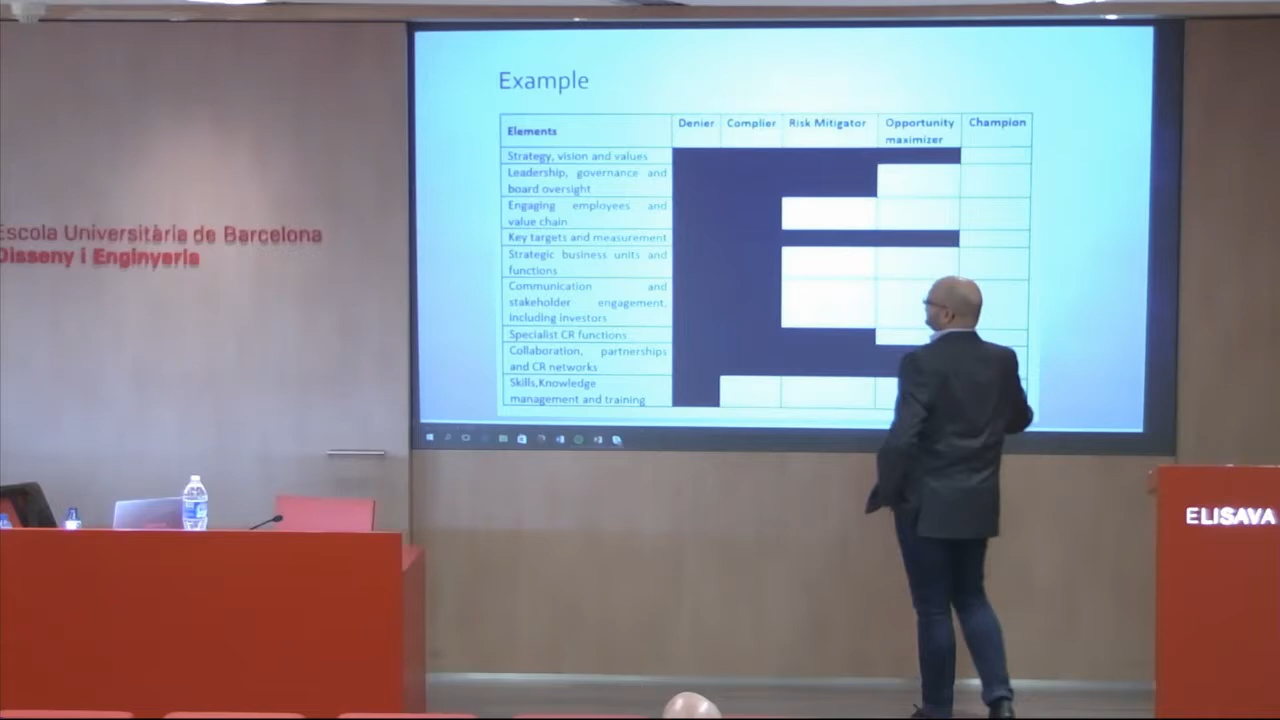 Example
Elements
Denier
Complier
Risk Mitigator
Opportunity
maximizer
Champion
Strategy, vision and values
Leadership, governance and
board oversight
Engaging employees and
value chain
Key targets and measurement
Strategic business units and
functions
Communication and
stakeholder engagement,
including investors
Specialist CR functions
Collaboration, partnerships
and CR networks
Skills,Knowledge
management and training
Escola Universitària de Barcelona
Disseny i Enginyeria
ELISAVA